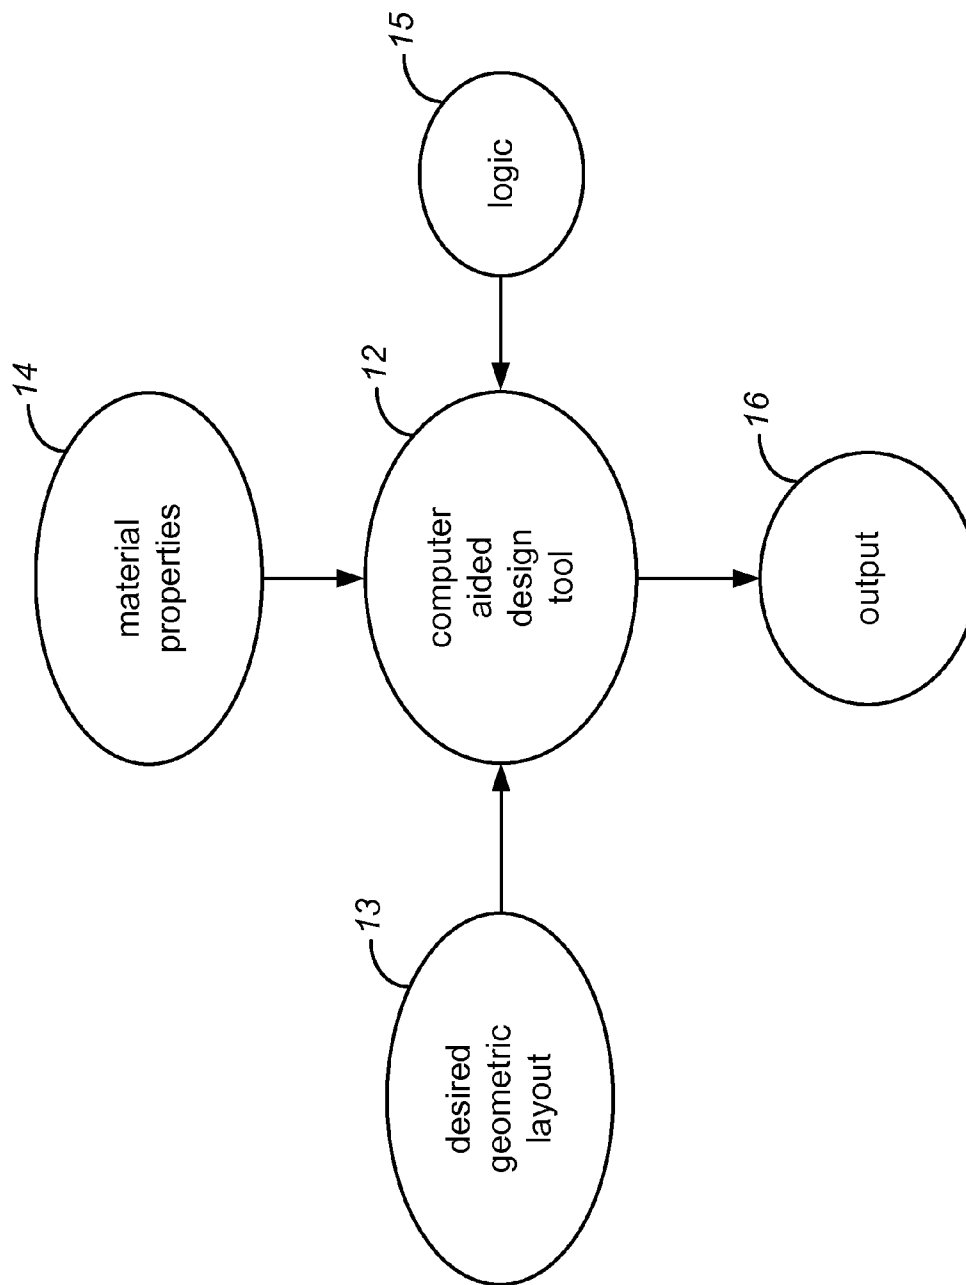 14
material
properties
13
desired
geometric
layout
12
computer
aided
design
tool
15
logic
16
output